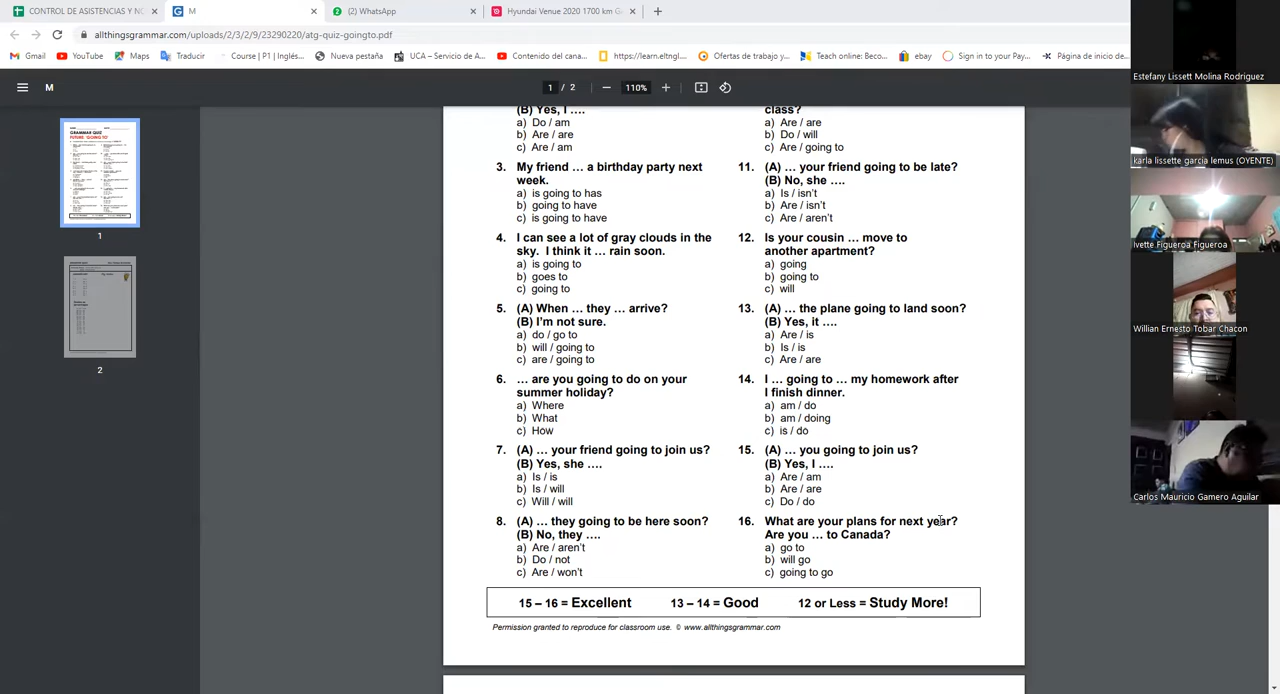 CONTROL DE ASISTENCIAS Y NO
M
(2) WhatsApp
Hyundai Venue 2020 1700 km G
allthingsgrammar.com/uploads/2/3/2/9/23290220/atg-quiz-goingto.pdf
Gmail
YouTube
Maps
Traducir
Course | P1 | Inglés...
Nueva pestaña
UCA – Servicio de A...
Contenido del cana...
https://learn.eltngl...
Ofertas de trabajo y...
Teach online: Beco...
ebay
Sign in to your Pay...
Página de inicio de...
M
1 / 2
110%
1
2
(B) Yes, I ….
a) Do / am
b) Are / are
c) Are / am
3. My friend … a birthday party next
week.
a) is going to has
b) going to have
c) is going to have
4. I can see a lot of gray clouds in the
sky. I think it … rain soon.
a) is going to
b) goes to
c) going to
5. (A) When … they … arrive?
(B) I'm not sure.
a) do / go to
b) will / going to
c) are / going to
6. … are you going to do on your
summer holiday?
a) Where
b) What
c) How
7. (A) … your friend going to join us?
(B) Yes, she ….
a) Is / is
b) Is / will
c) Will / will
8. (A) … they going to be here soon?
(B) No, they ….
a) Are / aren't
b) Do / not
c) Are / won't
class?
a) Are / are
b) Do / will
c) Are / going to
11. (A) … your friend going to be late?
(B) No, she ….
a) Is / isn't
b) Are / isn't
c) Are / aren't
12. Is your cousin … move to
another apartment?
a) going
b) going to
c) will
13. (A) … the plane going to land soon?
(B) Yes, it ….
a) Are / is
b) Is / is
c) Are / are
14. I … going to … my homework after
I finish dinner.
a) am / do
b) am / doing
c) is / do
15. (A) … you going to join us?
(B) Yes, I ….
a) Are / am
b) Are / are
c) Do / do
16. What are your plans for next year?
Are you … to Canada?
a) go to
b) will go
c) going to go
15 – 16 = Excellent 13 – 14 = Good 12 or Less = Study More!
Permission granted to reproduce for classroom use. © www.allthingsgrammar.com
Estefany Lissett Molina Rodriguez
karla lissette garcia lemus (OYENTE)
Ivette Figueroa Figueroa
Willian Ernesto Tobar Chacon
Carlos Mauricio Gamero Aguilar